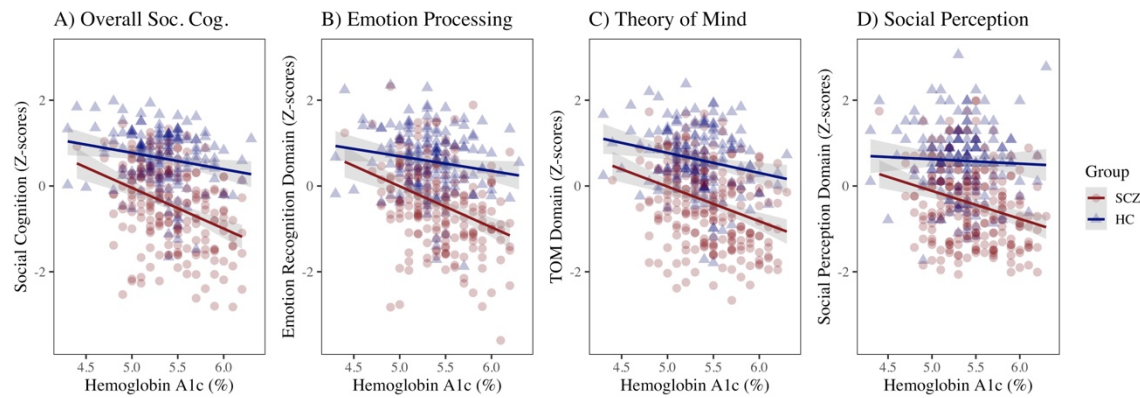 A) Overall Soc. Cog.
B) Emotion Processing
C) Theory of Mind
D) Social Perception
Social Cognition (Z-scores)
2
0
-2
4.5 5.0 5.5 6.0
Hemoglobin A1c (%)
Emotion Recognition Domain (Z-scores)
2
0
-2
4.5 5.0 5.5 6.0
Hemoglobin A1c (%)
TOM Domain (Z-scores)
2
0
-2
4.5 5.0 5.5 6.0
Hemoglobin A1c (%)
Social Perception Domain (Z-scores)
2
0
-2
4.5 5.0 5.5 6.0
Hemoglobin A1c (%)
Group
SCZ
HC